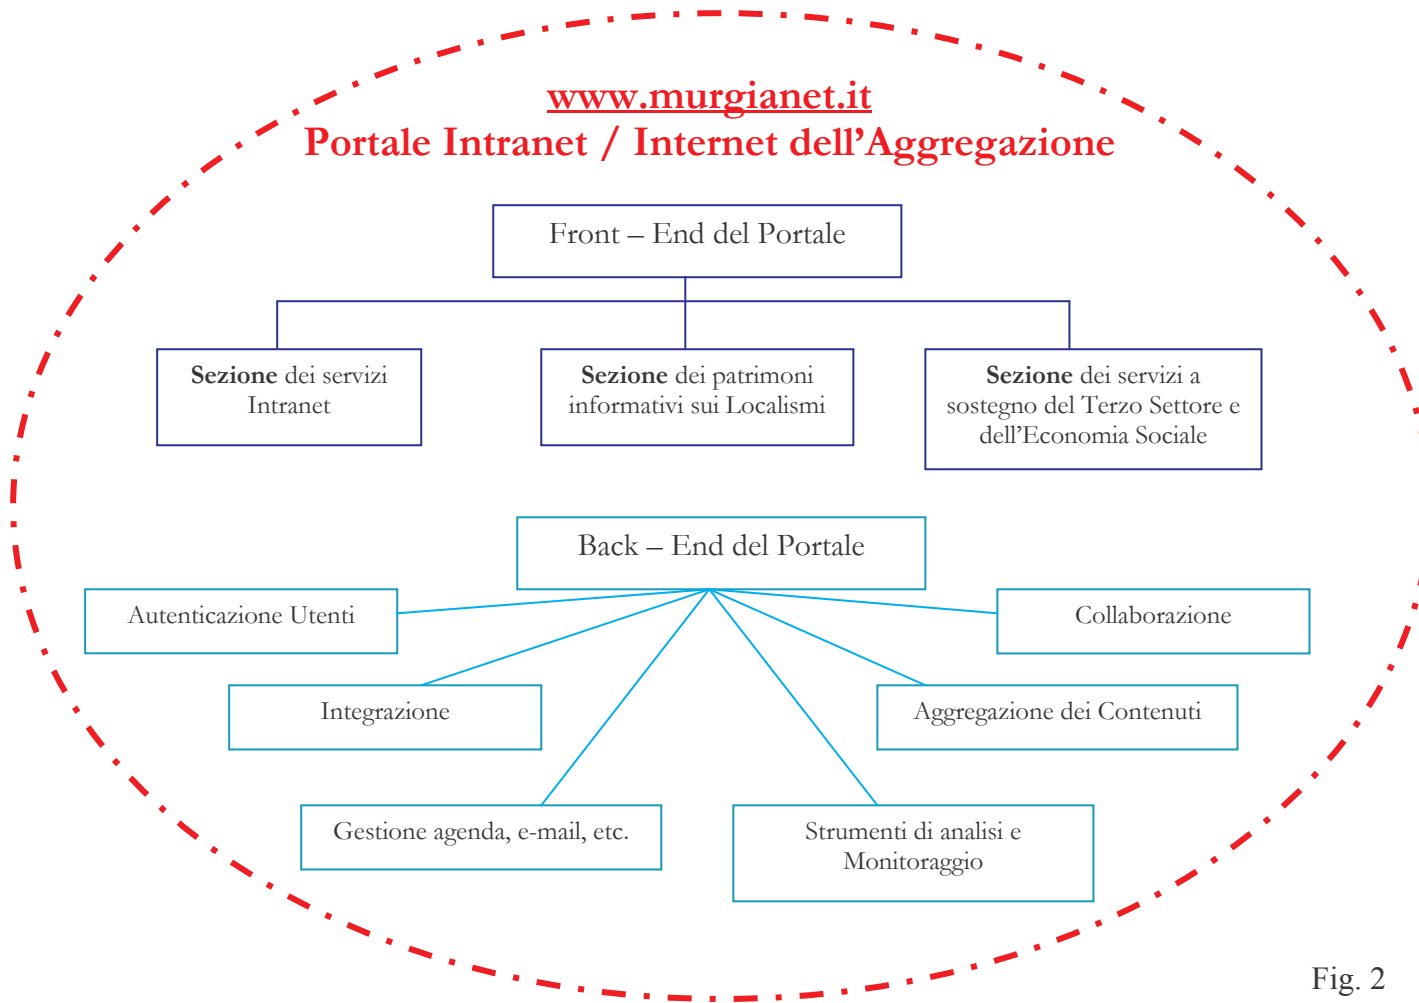 www.murgianet.it
Portale Intranet / Internet dell’Aggregazione
Front – End del Portale
Sezione dei servizi
Intranet
Sezione dei patrimoni
informativi sui Localismi
Sezione dei servizi a
sostegno del Terzo Settore e
dell’Economia Sociale
Back – End del Portale
Autenticazione Utenti
Collaborazione
Integrazione
Aggregazione dei Contenuti
Gestione agenda, e-mail, etc.
Strumenti di analisi e
Monitoraggio
Fig. 2